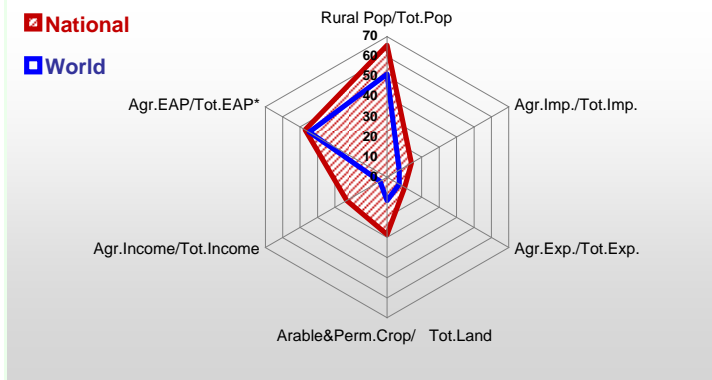 National
World
Rural Pop/Tot.Pop
70
60
50
40
30
20
10
0
Agr.EAP/Tot.EAP*
Agr.Imp./Tot.Imp.
Agr.Income/Tot.Income
Agr.Exp./Tot.Exp.
Arable&Perm.Crop/ Tot.Land